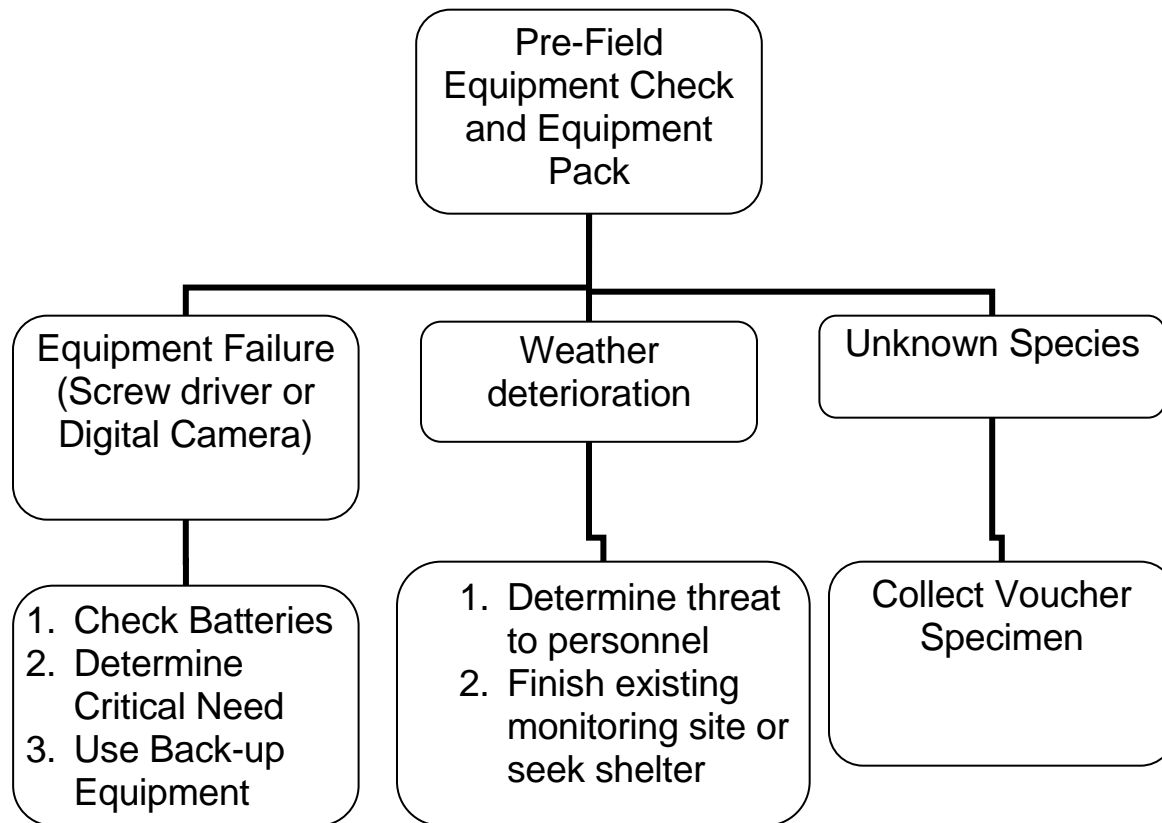 Pre-Field
Equipment Check
and Equipment
Pack
Equipment Failure
(Screw driver or
Digital Camera)
Weather
deterioration
Unknown Species
1. Check Batteries
2. Determine
Critical Need
3. Use Back-up
Equipment
1. Determine threat
to personnel
2. Finish existing
monitoring site or
seek shelter
Collect Voucher
Specimen